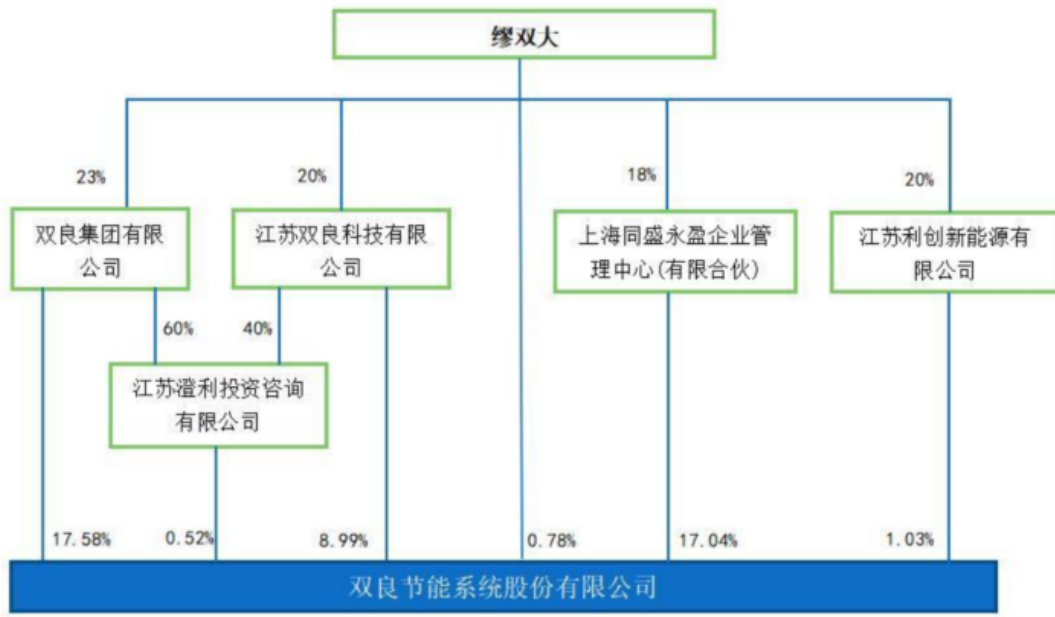 缪双大
23%
20%
18%
20%
双良集团有限
公司
江苏双良科技有限
公司
上海同盛永盈企业管
理中心(有限合伙)
江苏利创新能源有
限公司
60%
40%
江苏澄利投资咨询
有限公司
17.58%
0.52%
8.99%
0.78%
17.04%
1.03%
双良节能系统股份有限公司